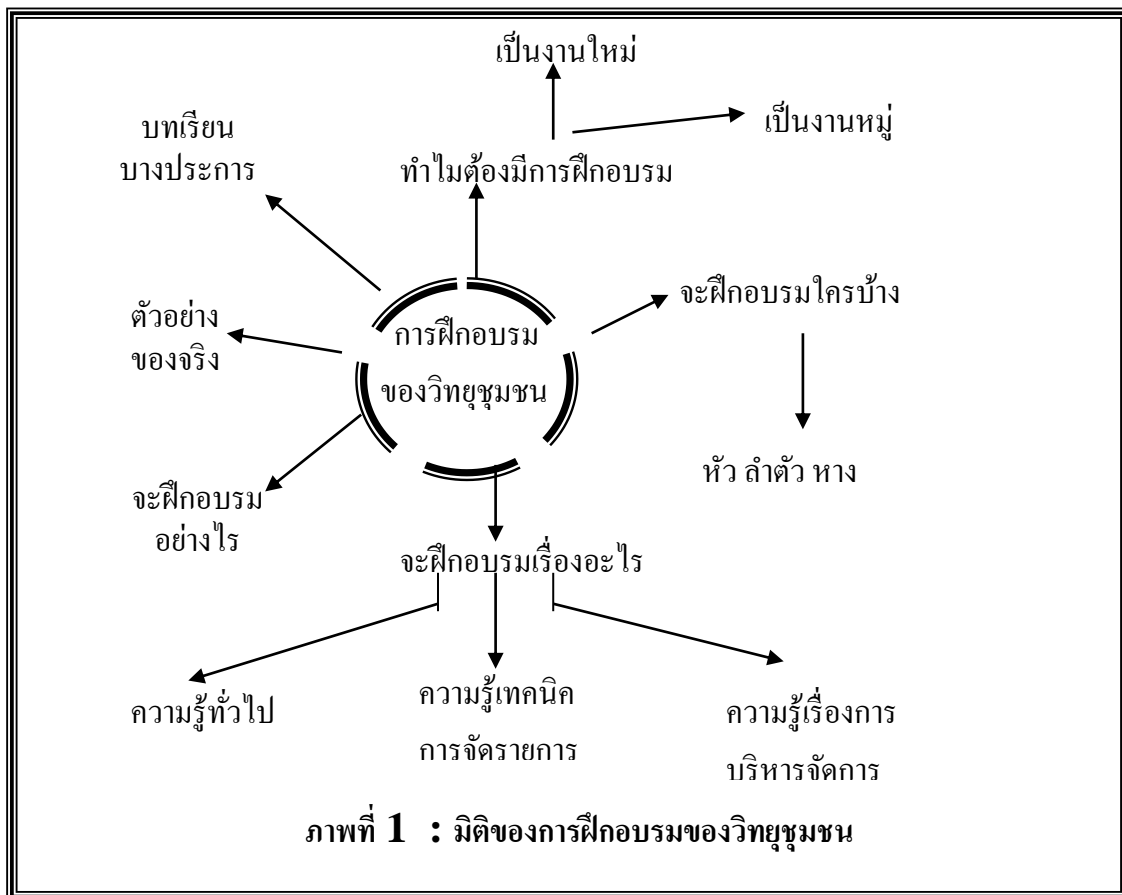 เป็นงานใหม่
เป็นงานหมู่
บทเรียน
บางประการ
ทำไมต้องมีการฝึกอบรม
จะฝึกอบรมใครบ้าง
ตัวอย่าง
ของจริง
การฝึกอบรม
ของวิทยุชุมชน
หัว ลำตัว หาง
จะฝึกอบรม
อย่างไร
จะฝึกอบรมเรื่องอะไร
ความรู้ทั่วไป
ความรู้เทคนิค
การจัดรายการ
ความรู้เรื่องการ
บริหารจัดการ
ภาพที่ 1 : มิติของการฝึกอบรมของวิทยุชุมชน